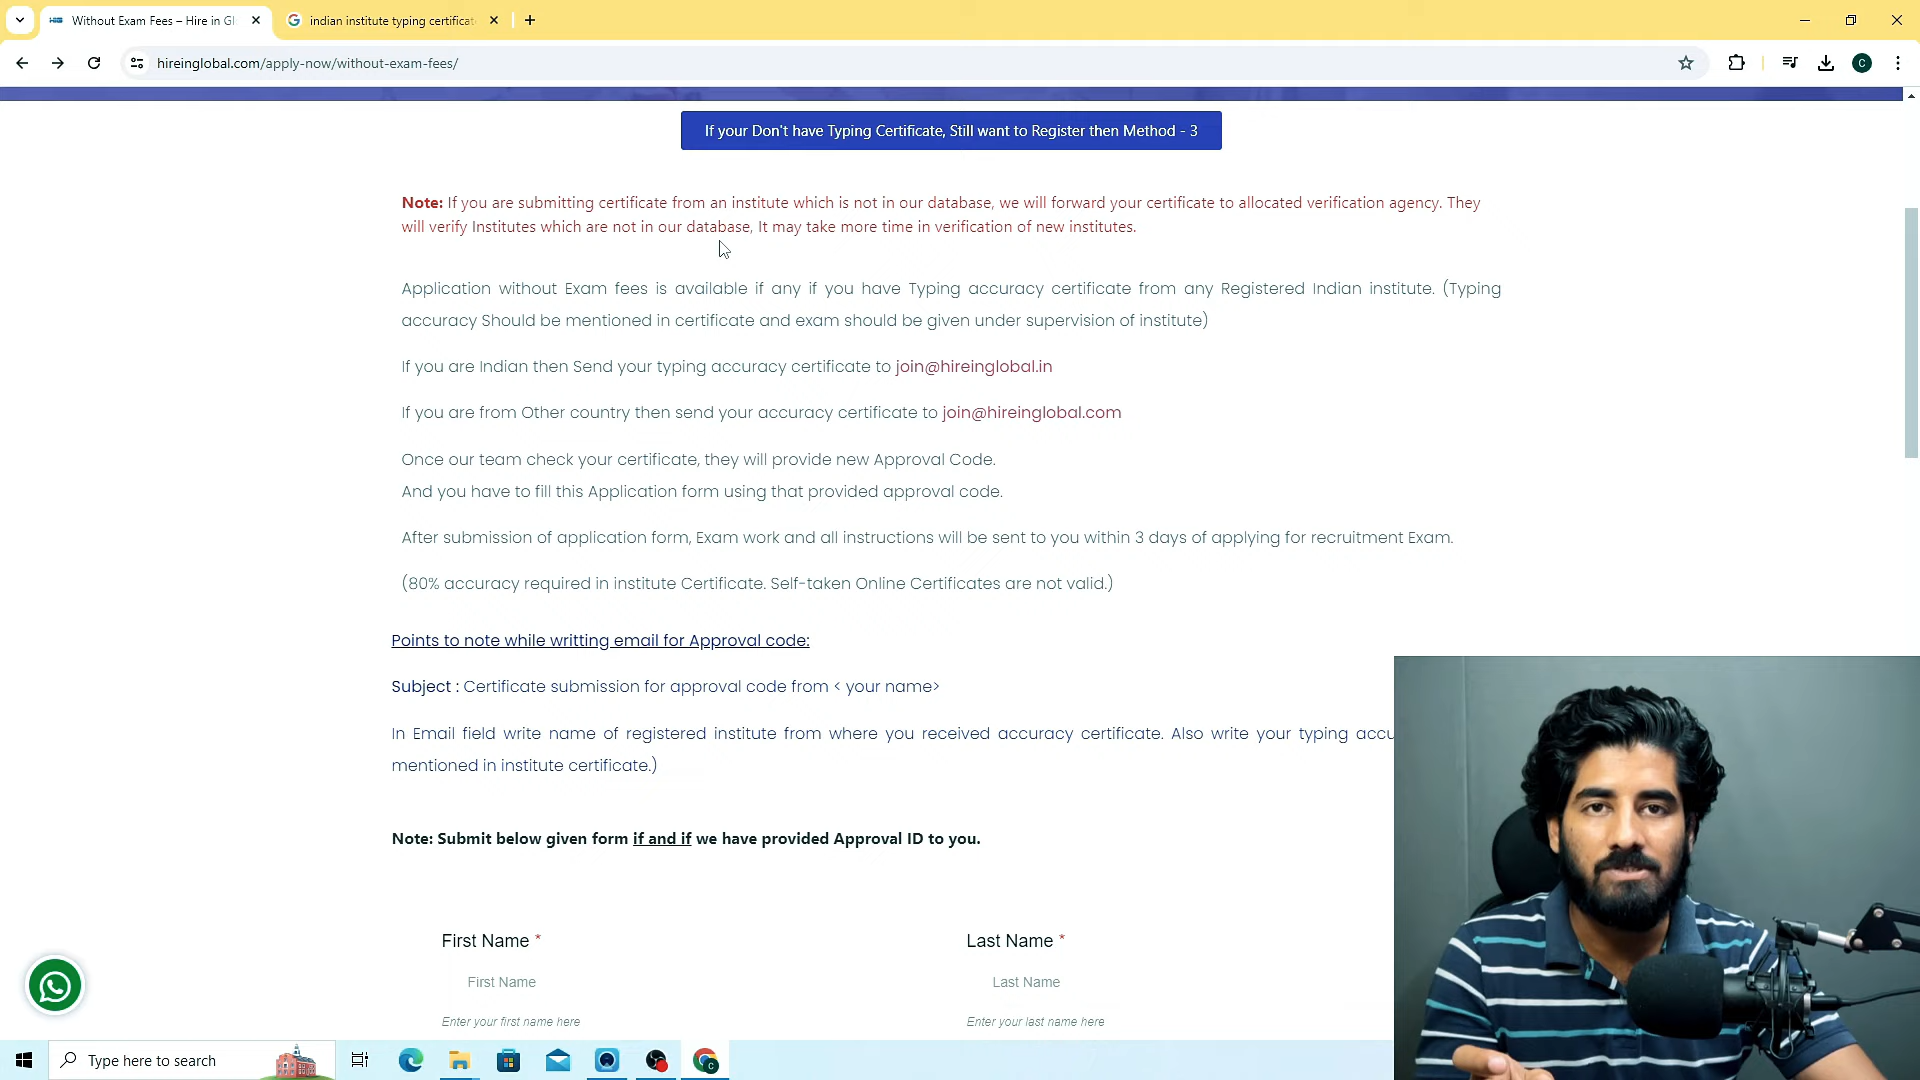 Without Exam Fees – Hire in Gl
indian institute typing certificat
hireinglobal.com/apply-now/without-exam-fees/
C
If your Don't have Typing Certificate, Still want to Register then Method - 3
Note: If you are submitting certificate from an institute which is not in our database, we will forward your certificate to allocated verification agency. They
will verify Institutes which are not in our database, It may take more time in verification of new institutes.
Application without Exam fees is available if any if you have Typing accuracy certificate from any Registered Indian institute. (Typing
accuracy Should be mentioned in certificate and exam should be given under supervision of institute)
If you are Indian then Send your typing accuracy certificate to join@hireinglobal.in
If you are from Other country then send your accuracy certificate to join@hireinglobal.com
Once our team check your certificate, they will provide new Approval Code.
And you have to fill this Application form using that provided approval code.
After submission of application form, Exam work and all instructions will be sent to you within 3 days of applying for recruitment Exam.
(80% accuracy required in institute Certificate. Self-taken Online Certificates are not valid.)
Points to note while writting email for Approval code:
Subject : Certificate submission for approval code from < your name>
In Email field write name of registered institute from where you received accuracy certificate. Also write your typing accu
mentioned in institute certificate.)
Note: Submit below given form if and if we have provided Approval ID to you.
First Name *
Last Name *
First Name
Last Name
Enter your first name here
Enter your last name here
Type here to search